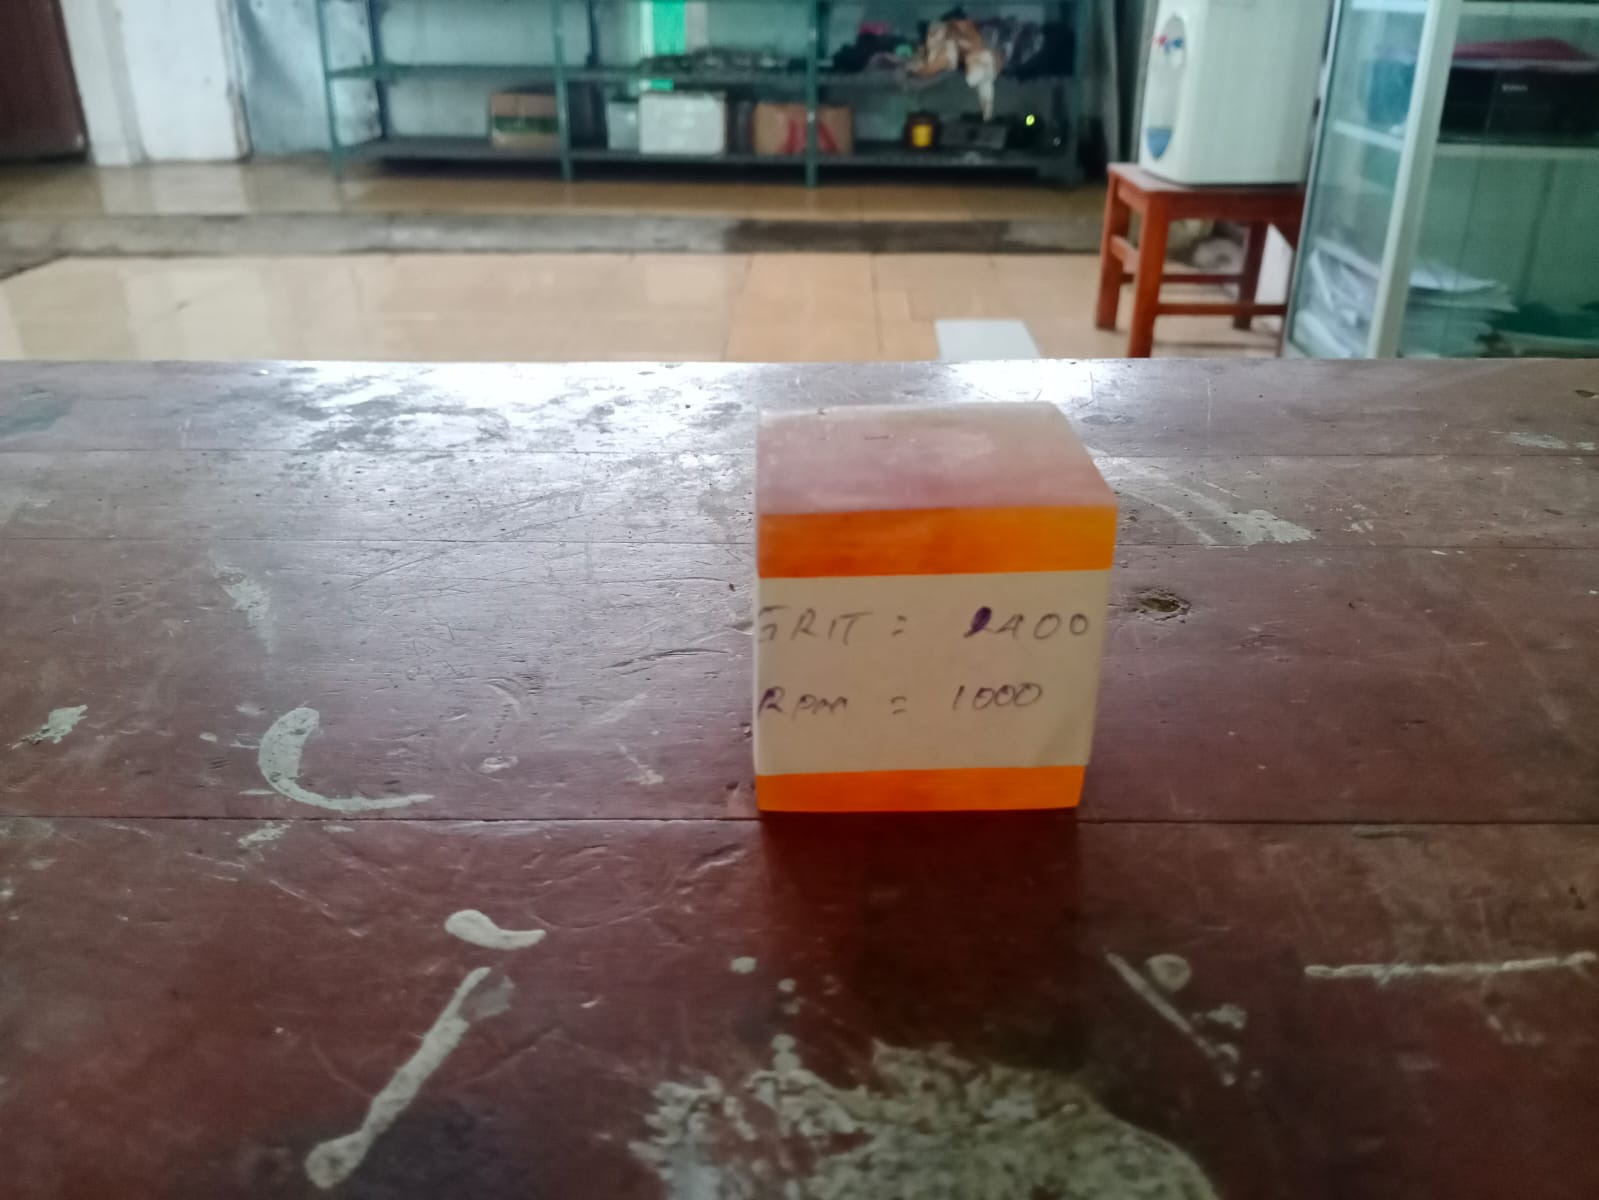 GRIT = 2400
RPM = 1000